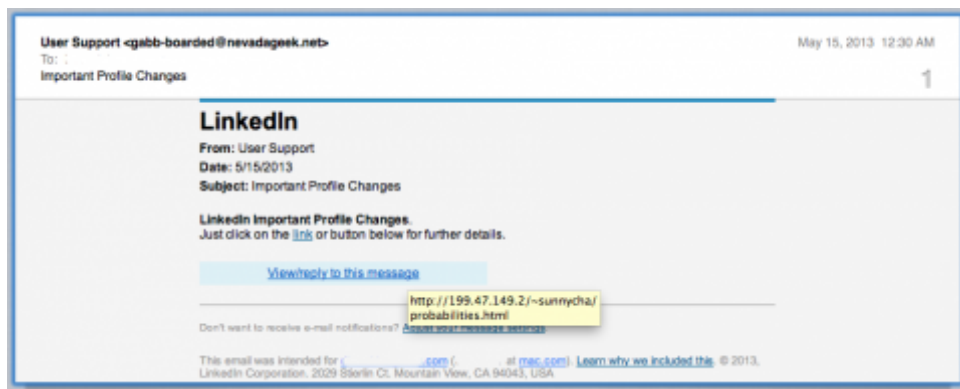 User Support <gabb-boarded@nevadageek.net>
May 15, 2013 12:30 AM
To:
Important Profile Changes
1
LinkedIn
From: User Support
Date: 5/15/2013
Subject: Important Profile Changes
LinkedIn Important Profile Changes.
Just click on the link or button below for further details.
View/reply to this message
http://199.47.149.2/~sunnycha/
probabilities.html
Don't want to receive e-mail notifications? Adjust your message settings
This email was intended for .com ( at mac.com). Learn why we included this. © 2013,
LinkedIn Corporation. 2029 Stierlin Ct. Mountain View, CA 94043, USA